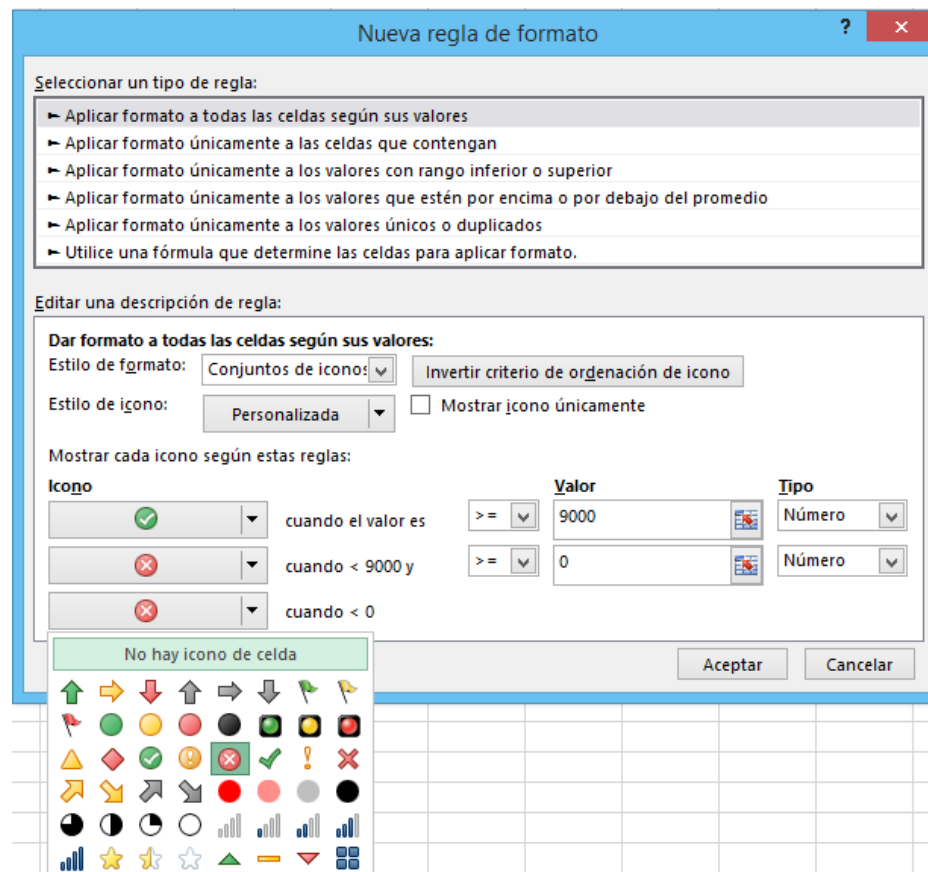 Nueva regla de formato
?
Seleccionar un tipo de regla:
► Aplicar formato a todas las celdas según sus valores
► Aplicar formato únicamente a las celdas que contengan
► Aplicar formato únicamente a los valores con rango inferior o superior
► Aplicar formato únicamente a los valores que estén por encima o por debajo del promedio
► Aplicar formato únicamente a los valores únicos o duplicados
► Utilice una fórmula que determine las celdas para aplicar formato.
Editar una descripción de regla:
Dar formato a todas las celdas según sus valores:
Estilo de formato: Conjuntos de iconos Invertir criterio de ordenación de icono
Estilo de icono: Personalizada Mostrar icono únicamente
Mostrar cada icono según estas reglas:
Icono Valor Tipo
cuando el valor es >= 9000 Número
cuando < 9000 y >= 0 Número
cuando < 0
No hay icono de celda
Aceptar Cancelar